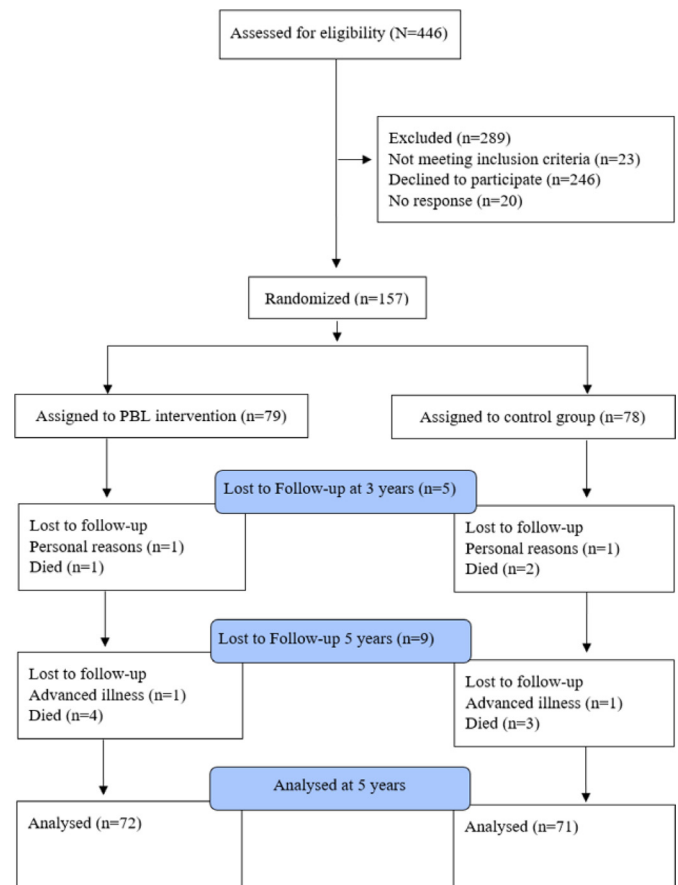 Assessed for eligibility (N=446)
Excluded (n=289)
Not meeting inclusion criteria (n=23)
Declined to participate (n=246)
No response (n=20)
Randomized (n=157)
Assigned to PBL intervention (n=79)
Assigned to control group (n=78)
Lost to Follow-up at 3 years (n=5)
Lost to follow-up
Personal reasons (n=1)
Died (n=1)
Lost to follow-up
Personal reasons (n=1)
Died (n=2)
Lost to Follow-up 5 years (n=9)
Lost to follow-up
Advanced illness (n=1)
Died (n=4)
Lost to follow-up
Advanced illness (n=1)
Died (n=3)
Analysed at 5 years
Analysed (n=72)
Analysed (n=71)